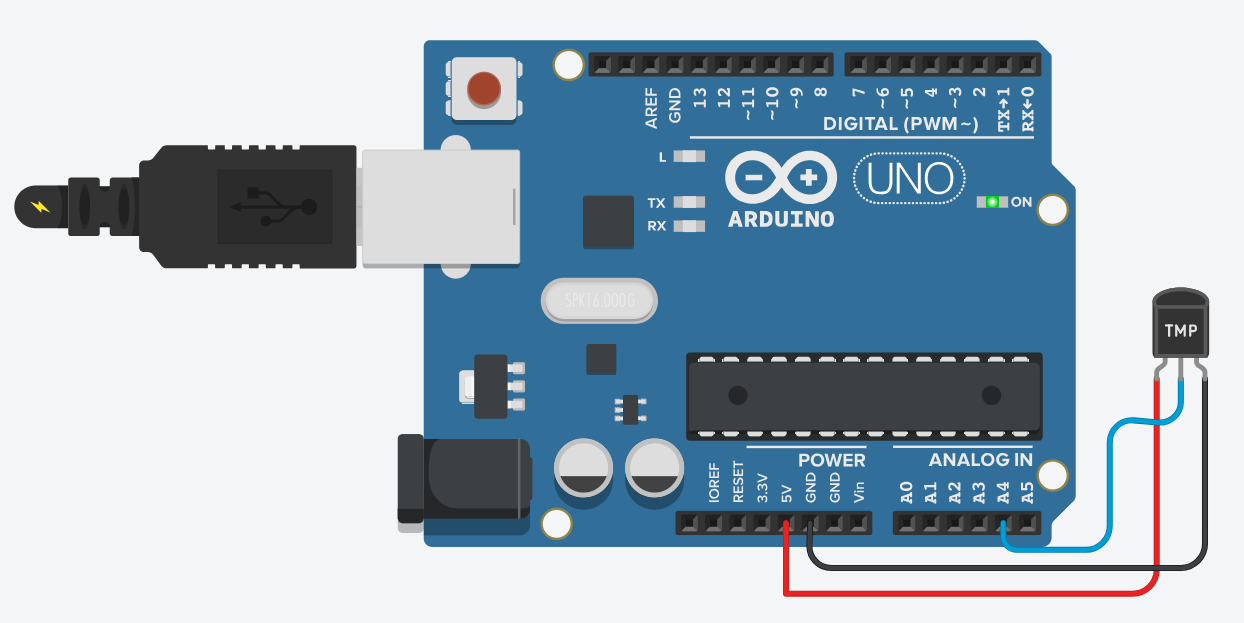 AREF
GND
13
12
~11
~10
~9
8
7
~6
~5
4
~3
2
TX→1
RX←0
DIGITAL (PWM~)
L
TX
RX
ARDUINO
UNO
ON
SPKT6.000G
TMP
POWER
ANALOG IN
IOREF
RESET
3.3V
5V
GND
GND
Vin
A0
A1
A2
A3
A4
A5